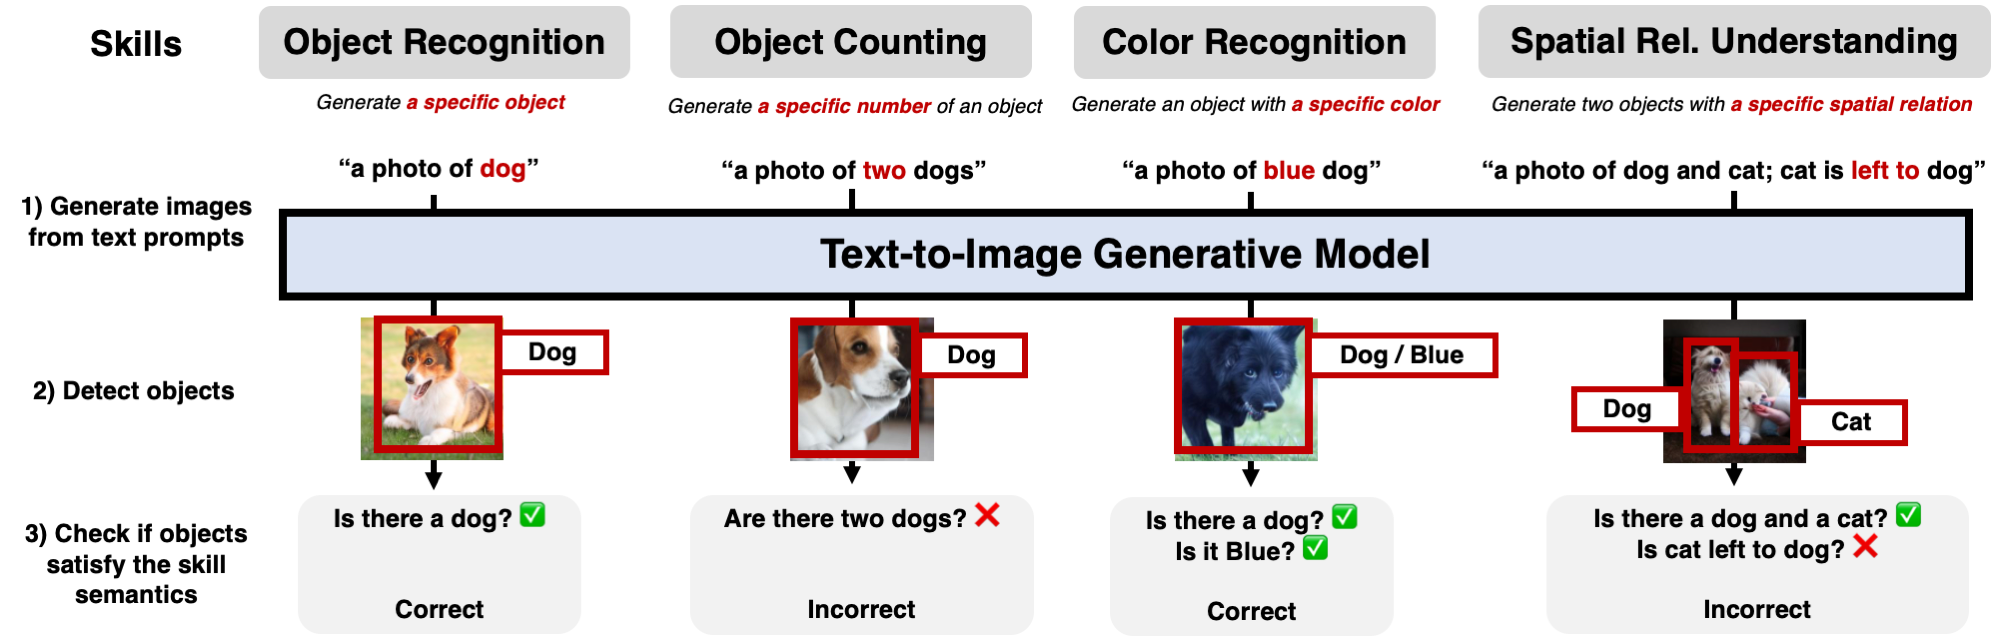 Skills
Object Recognition
Object Counting
Color Recognition
Spatial Rel. Understanding
Generate a specific object
Generate a specific number of an object
Generate an object with a specific color
Generate two objects with a specific spatial relation
1) Generate images
from text prompts
“a photo of dog”
“a photo of two dogs”
“a photo of blue dog”
“a photo of dog and cat; cat is left to dog”
Text-to-Image Generative Model
2) Detect objects
Dog
Dog
Dog / Blue
Dog
Cat
3) Check if objects
satisfy the skill
semantics
Is there a dog? ✅
Correct
Are there two dogs? ❌
Incorrect
Is there a dog? ✅
Is it Blue? ✅
Correct
Is there a dog and a cat? ✅
Is cat left to dog? ❌
Incorrect